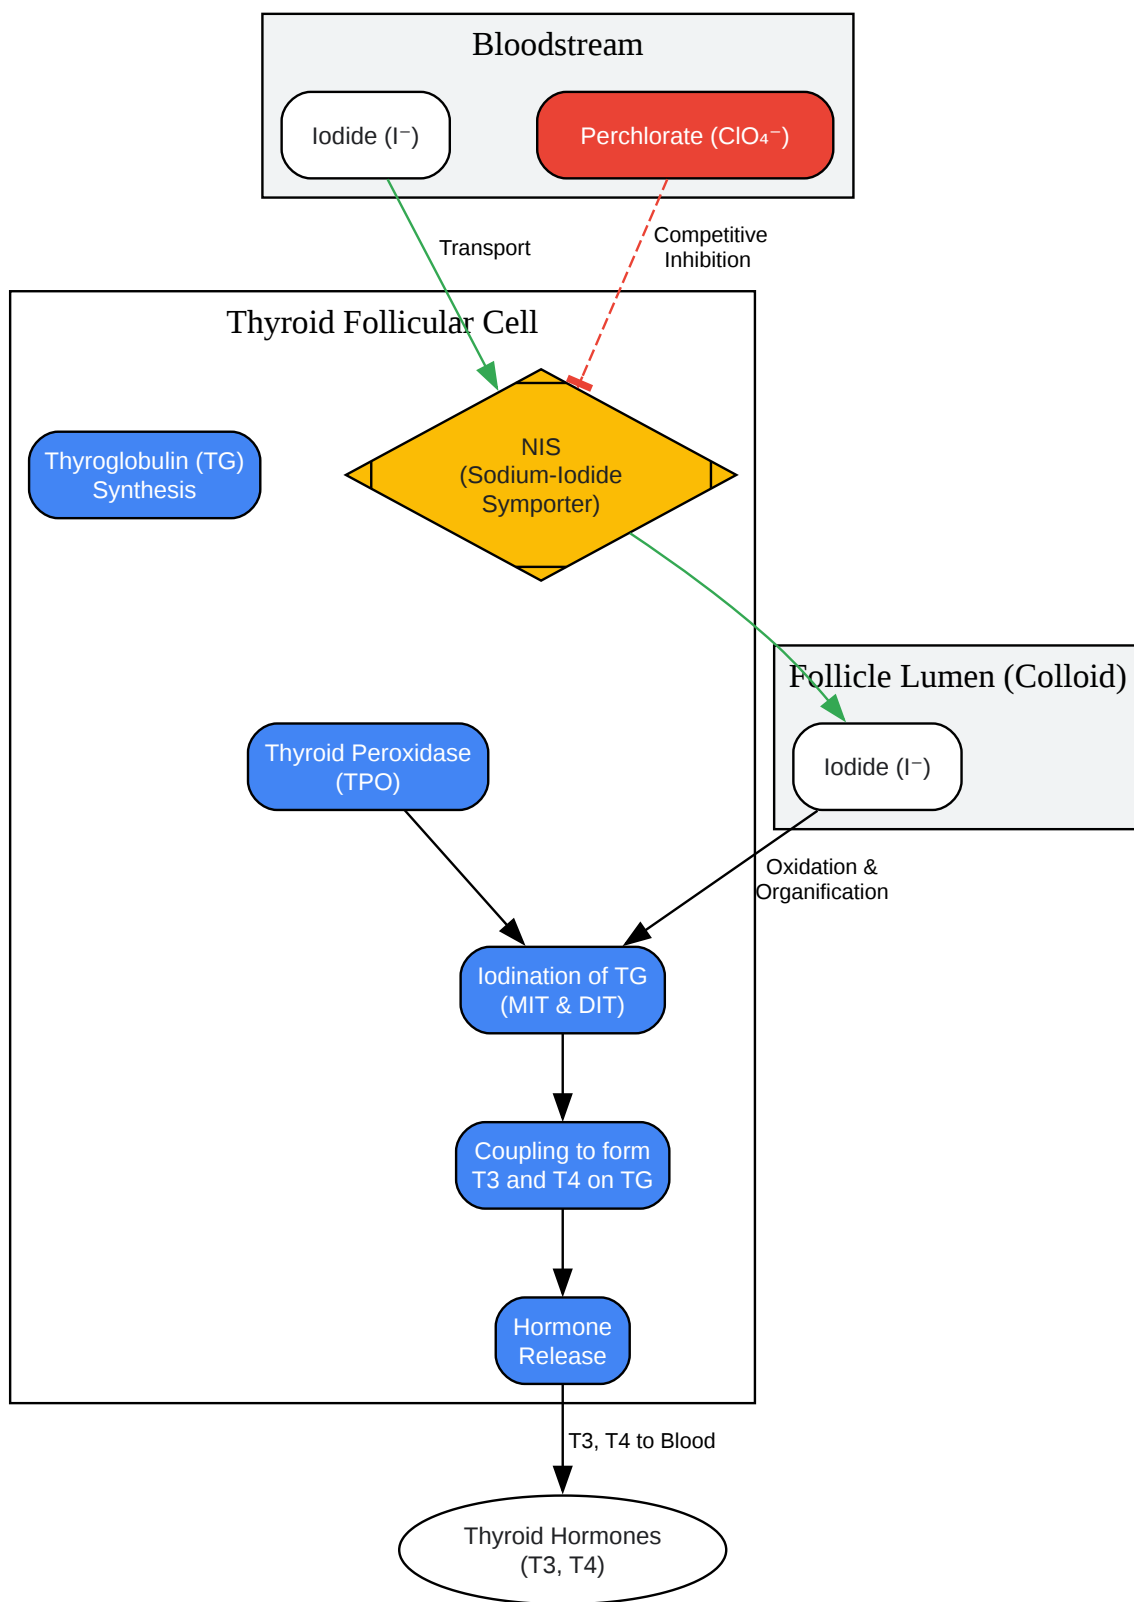 Bloodstream
Iodide (I⁻)
Perchlorate (ClO₄⁻)
Transport
Competitive
Inhibition
Thyroid Follicular Cell
Thyroglobulin (TG)
Synthesis
NIS
(Sodium-Iodide
Symporter)
Follicle Lumen (Colloid)
Thyroid Peroxidase
(TPO)
Iodide (I⁻)
Oxidation &
Organification
Iodination of TG
(MIT & DIT)
Coupling to form
T3 and T4 on TG
Hormone
Release
T3, T4 to Blood
Thyroid Hormones
(T3, T4)